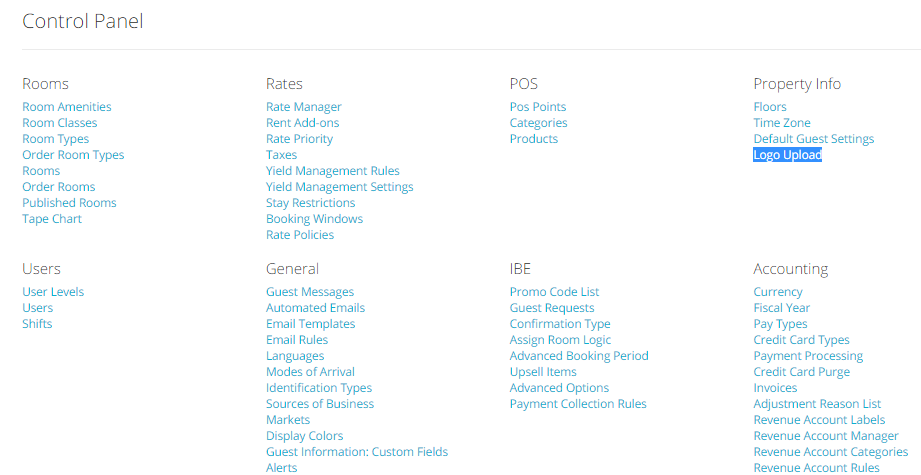 Control Panel
Rooms
Room Amenities
Room Classes
Room Types
Order Room Types
Rooms
Order Rooms
Published Rooms
Tape Chart
Rates
Rate Manager
Rent Add-ons
Rate Priority
Taxes
Yield Management Rules
Yield Management Settings
Stay Restrictions
Booking Windows
Rate Policies
POS
Pos Points
Categories
Products
Property Info
Floors
Time Zone
Default Guest Settings
Logo Upload
Users
User Levels
Users
Shifts
General
Guest Messages
Automated Emails
Email Templates
Email Rules
Languages
Modes of Arrival
Identification Types
Sources of Business
Markets
Display Colors
Guest Information: Custom Fields
Alerts
IBE
Promo Code List
Guest Requests
Confirmation Type
Assign Room Logic
Advanced Booking Period
Upsell Items
Advanced Options
Payment Collection Rules
Accounting
Currency
Fiscal Year
Pay Types
Credit Card Types
Payment Processing
Credit Card Purge
Invoices
Adjustment Reason List
Revenue Account Labels
Revenue Account Manager
Revenue Account Categories
Revenue Account Rules